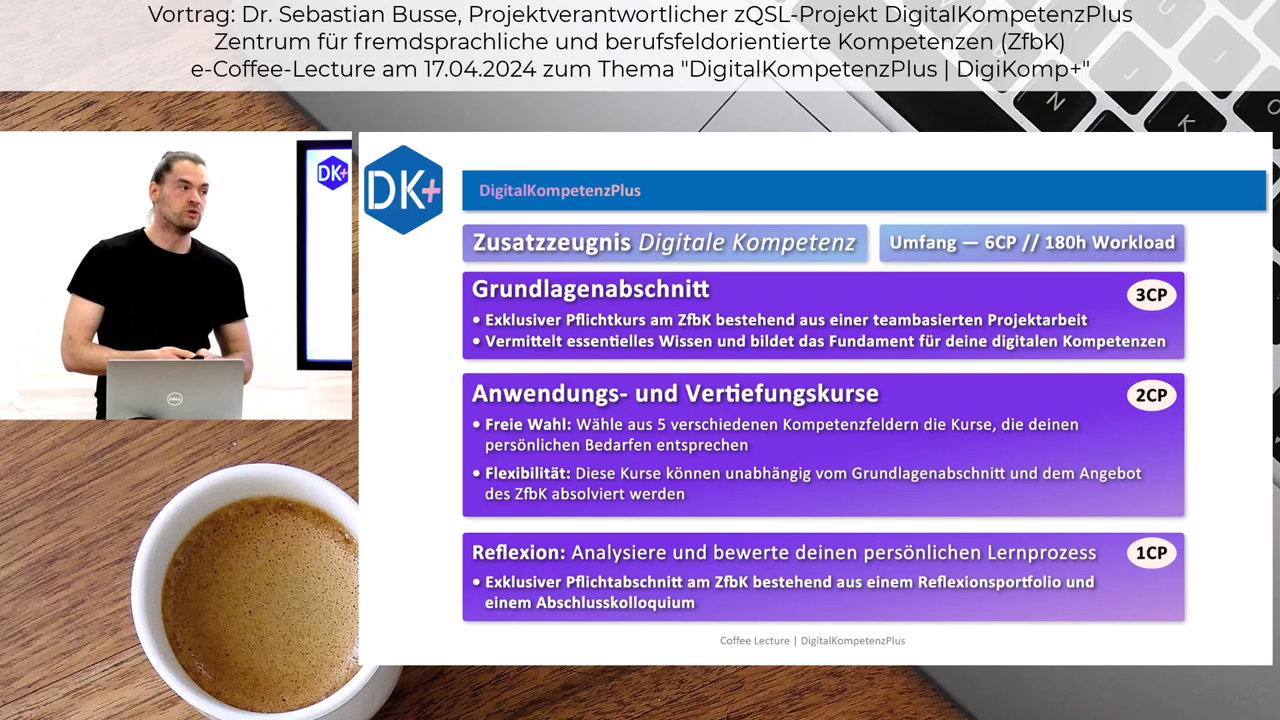 Vortrag: Dr. Sebastian Busse, Projektverantwortlicher zQSL-Projekt DigitalKompetenzPlus
Zentrum für fremdsprachliche und berufsfeldorientierte Kompetenzen (ZfbK)
e-Coffee-Lecture am 17.04.2024 zum Thema "DigitalKompetenzPlus | DigiKomp+"
DK+
DELL
DK+
DigitalKompetenzPlus
Zusatzzeugnis Digitale Kompetenz
Umfang — 6CP // 180h Workload
Grundlagenabschnitt
3CP
• Exklusiver Pflichtkurs am ZfbK bestehend aus einer teambasierten Projektarbeit
• Vermittelt essentielles Wissen und bildet das Fundament für deine digitalen Kompetenzen
Anwendungs- und Vertiefungskurse
2CP
• Freie Wahl: Wähle aus 5 verschiedenen Kompetenzfeldern die Kurse, die deinen
persönlichen Bedarfen entsprechen
• Flexibilität: Diese Kurse können unabhängig vom Grundlagenabschnitt und dem Angebot
des ZfbK absolviert werden
Reflexion: Analysiere und bewerte deinen persönlichen Lernprozess
1CP
• Exklusiver Pflichtabschnitt am ZfbK bestehend aus einem Reflexionsportfolio und
einem Abschlusskolloquium
Coffee Lecture | DigitalKompetenzPlus